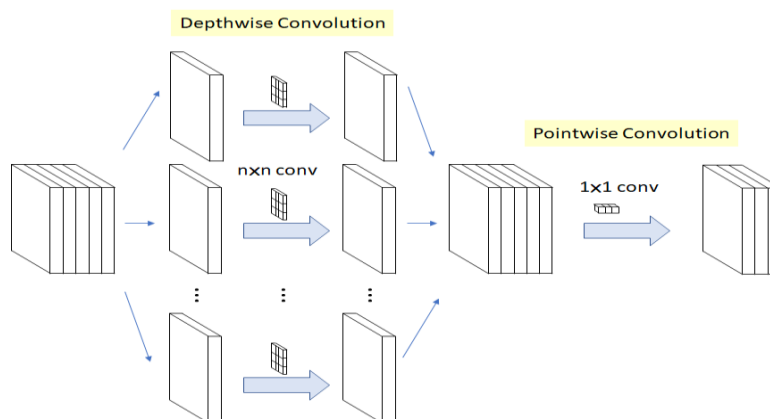 Depthwise Convolution
Pointwise Convolution
n×n conv
1×1 conv